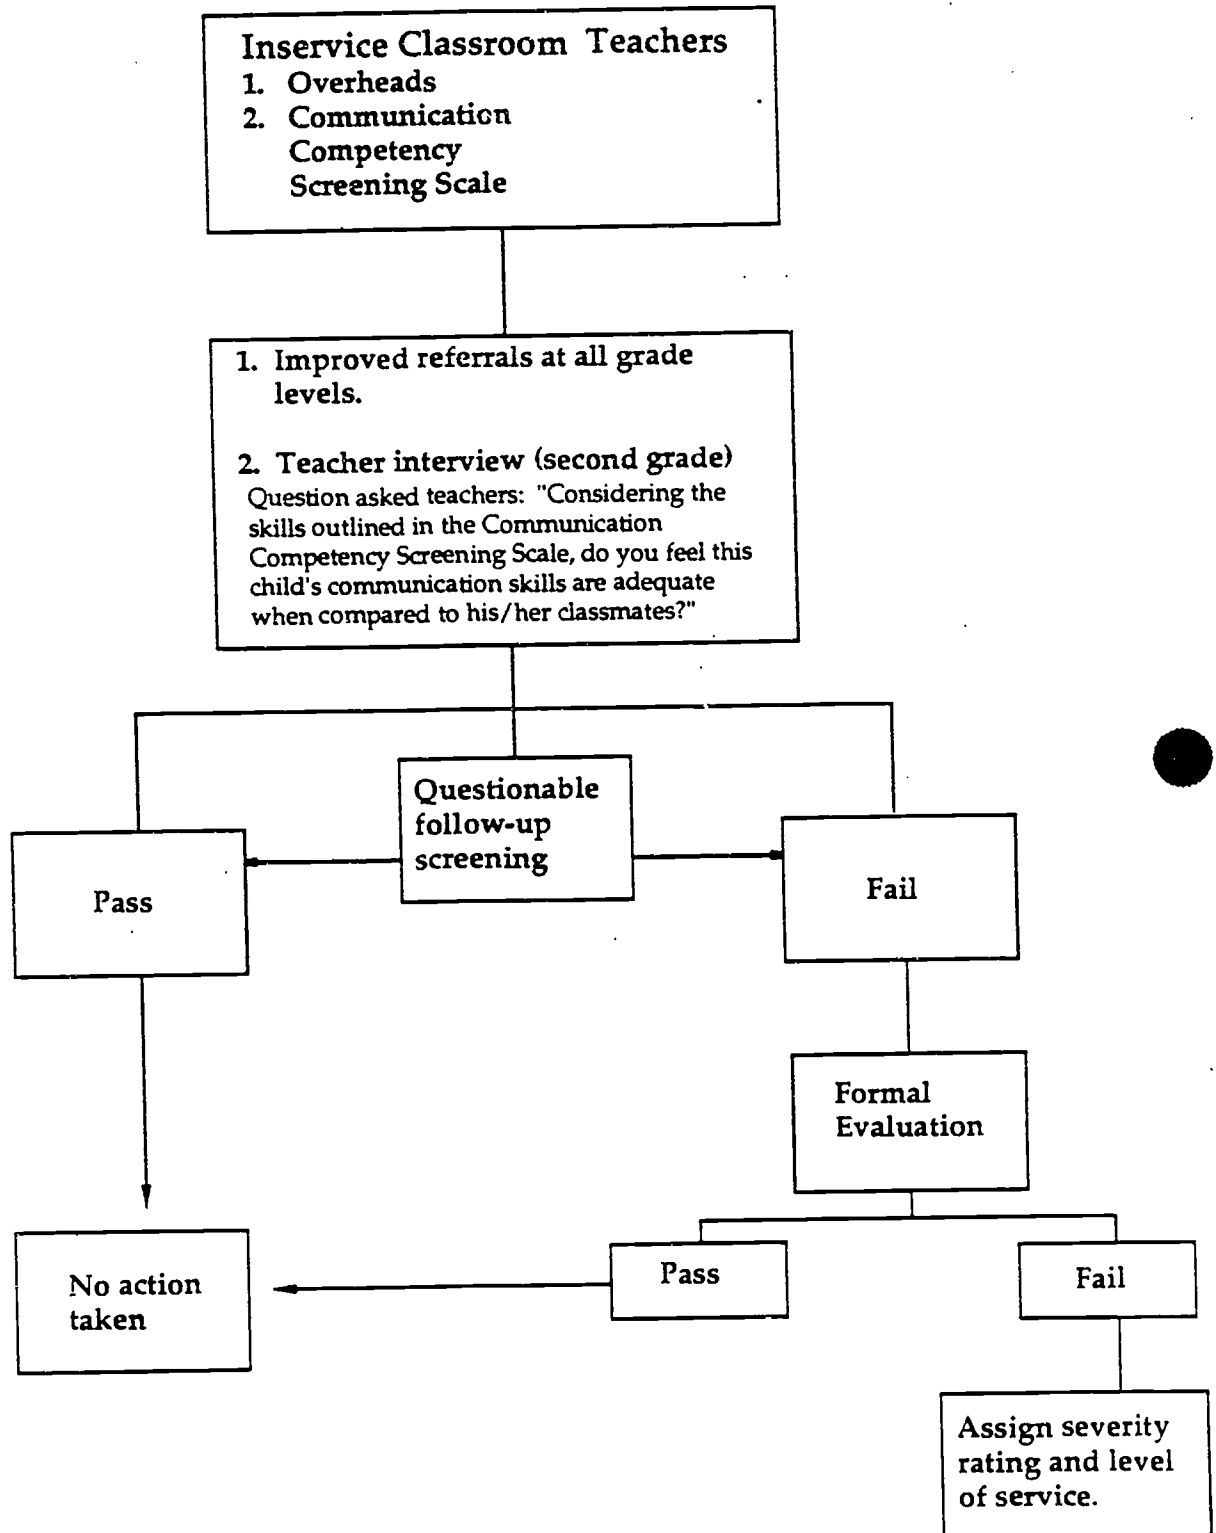 Inservice Classroom Teachers
1. Overheads
2. Communication
Competency
Screening Scale
1. Improved referrals at all grade
levels.
2. Teacher interview (second grade)
Question asked teachers: "Considering the
skills outlined in the Communication
Competency Screening Scale, do you feel this
child's communication skills are adequate
when compared to his/her classmates?"
Questionable
follow-up
screening
Pass
Fail
Formal
Evaluation
Pass
Fail
No action
taken
Assign severity
rating and level
of service.